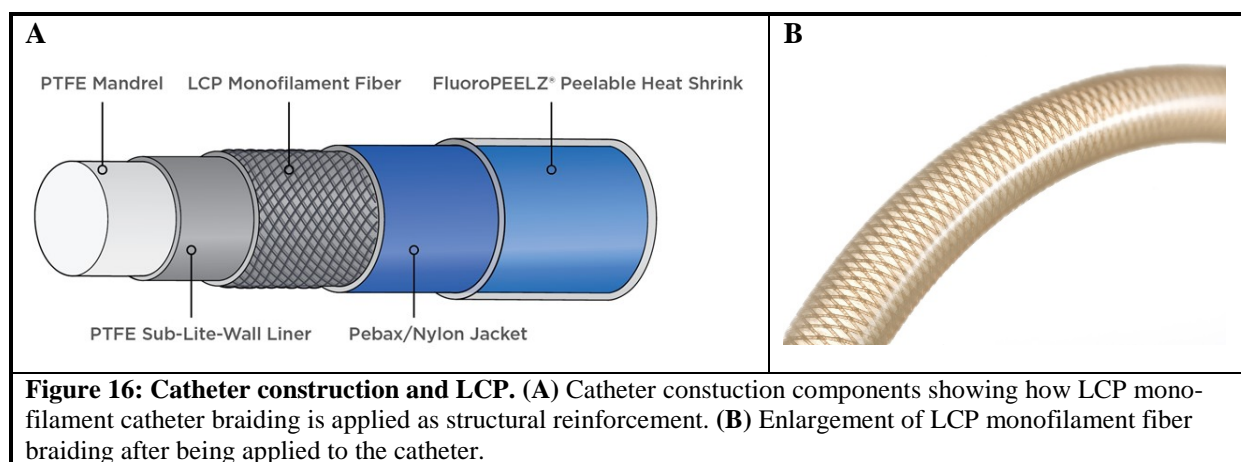 A
B
PTFE Mandrel
LCP Monofilament Fiber
FluoroPEELZ® Peelable Heat Shrink
PTFE Sub-Lite-Wall Liner
Pebax/Nylon Jacket
Figure 16: Catheter construction and LCP. (A) Catheter constuction components showing how LCP mono-
filament catheter braiding is applied as structural reinforcement. (B) Enlargement of LCP monofilament fiber
braiding after being applied to the catheter.